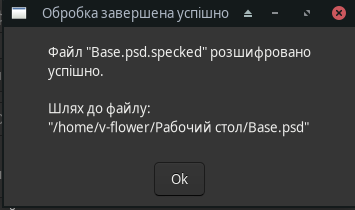 Обробка завершена успішно
Файл "Base.psd.specked" розшифровано
успішно.
Шлях до файлу:
"/home/v-flower/Рабочий стол/Base.psd"
Ok